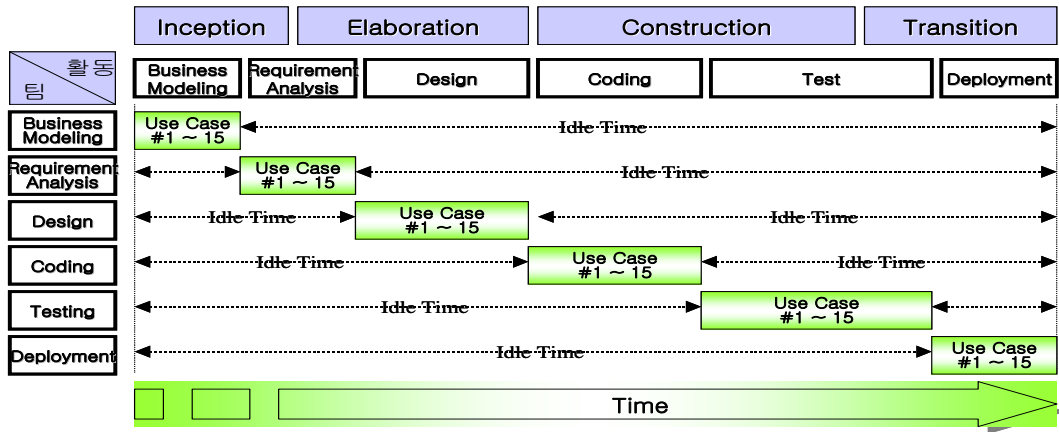 Inception
Elaboration
Construction
Transition
활동
팀
Business
Modeling
Requirement
Analysis
Design
Coding
Test
Deployment
Business
Modeling
Use Case
#1 ~ 15
Idle Time
Requirement
Analysis
Use Case
#1 ~ 15
Idle Time
Design
Idle Time
Use Case
#1 ~ 15
Idle Time
Coding
Idle Time
Use Case
#1 ~ 15
Idle Time
Testing
Idle Time
Use Case
#1 ~ 15
Deployment
Idle Time
Use Case
#1 ~ 15
Time